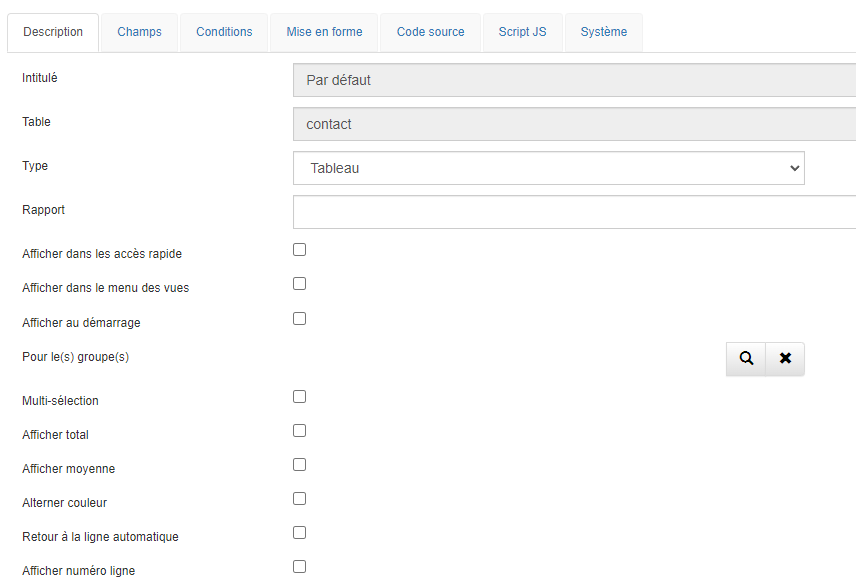 Description Champs Conditions Mise en forme Code source Script JS Système
Intitulé Par défaut
Table contact
Type Tableau
Rapport
Afficher dans les accès rapide
Afficher dans le menu des vues
Afficher au démarrage
Pour le(s) groupe(s)
Multi-sélection
Afficher total
Afficher moyenne
Alterner couleur
Retour à la ligne automatique
Afficher numéro ligne